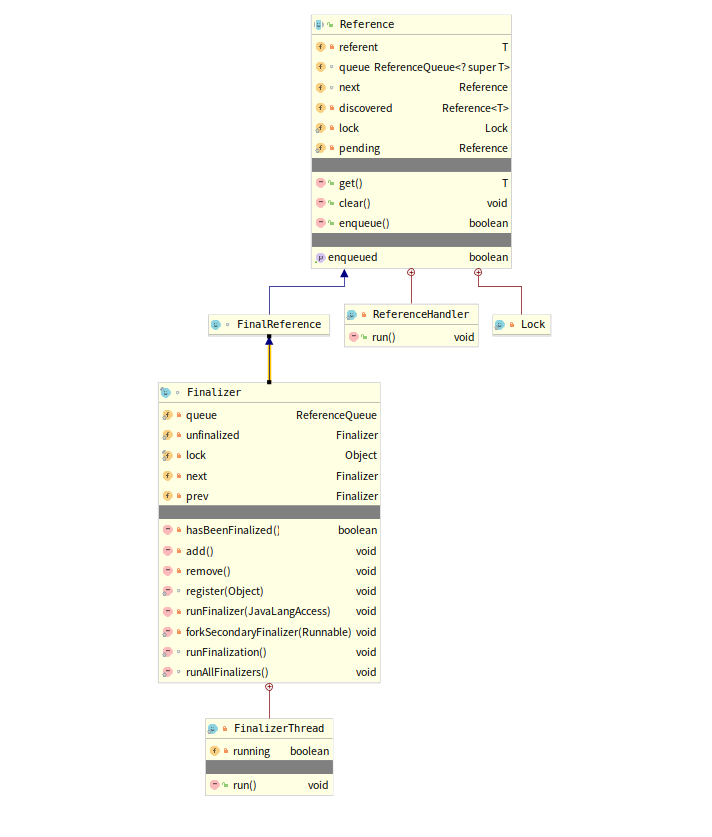 Reference
referent T
queue ReferenceQueue<? super T>
next Reference
discovered Reference<T>
lock Lock
pending Reference
get() T
clear() void
enqueue() boolean
enqueued boolean
FinalReference
ReferenceHandler
run() void
Lock
Finalizer
queue ReferenceQueue
unfinalized Finalizer
lock Object
next Finalizer
prev Finalizer
hasBeenFinalized() boolean
add() void
remove() void
register(Object) void
runFinalizer(JavaLangAccess) void
forkSecondaryFinalizer(Runnable) void
runFinalization() void
runAllFinalizers() void
FinalizerThread
running boolean
run() void